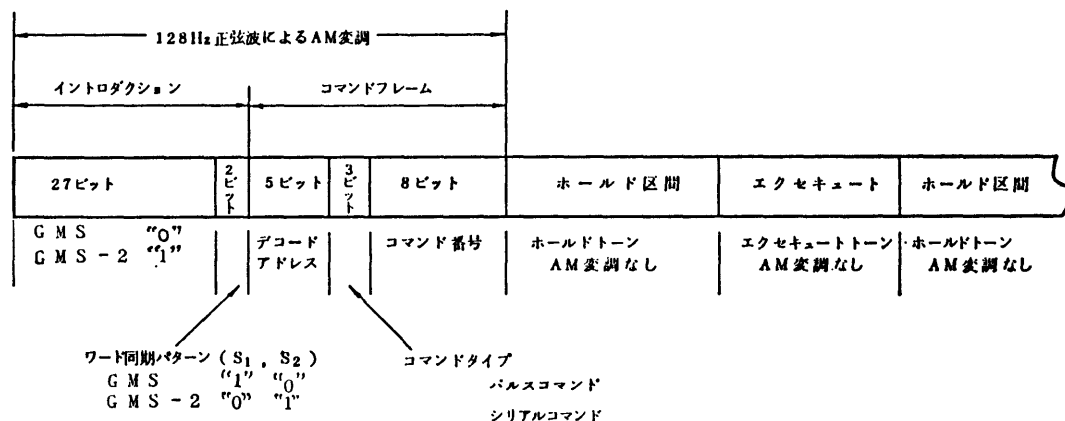 128Hz正弦波によるAM変調
イントロダクション
コマンドフレーム
27ビット
2ビット
5ビット
3ビット
8ビット
ホールド区間
エクセキュート
ホールド区間
GMS "0"
GMS-2 "1"
デコード
アドレス
コマンド番号
ホールドトーン
AM変調なし
エクセキュートトーン
AM変調なし
ホールドトーン
AM変調なし
ワード同期パターン (S1, S2)
GMS "1" "0"
GMS-2 "0" "1"
コマンドタイプ
パルスコマンド
シリアルコマンド